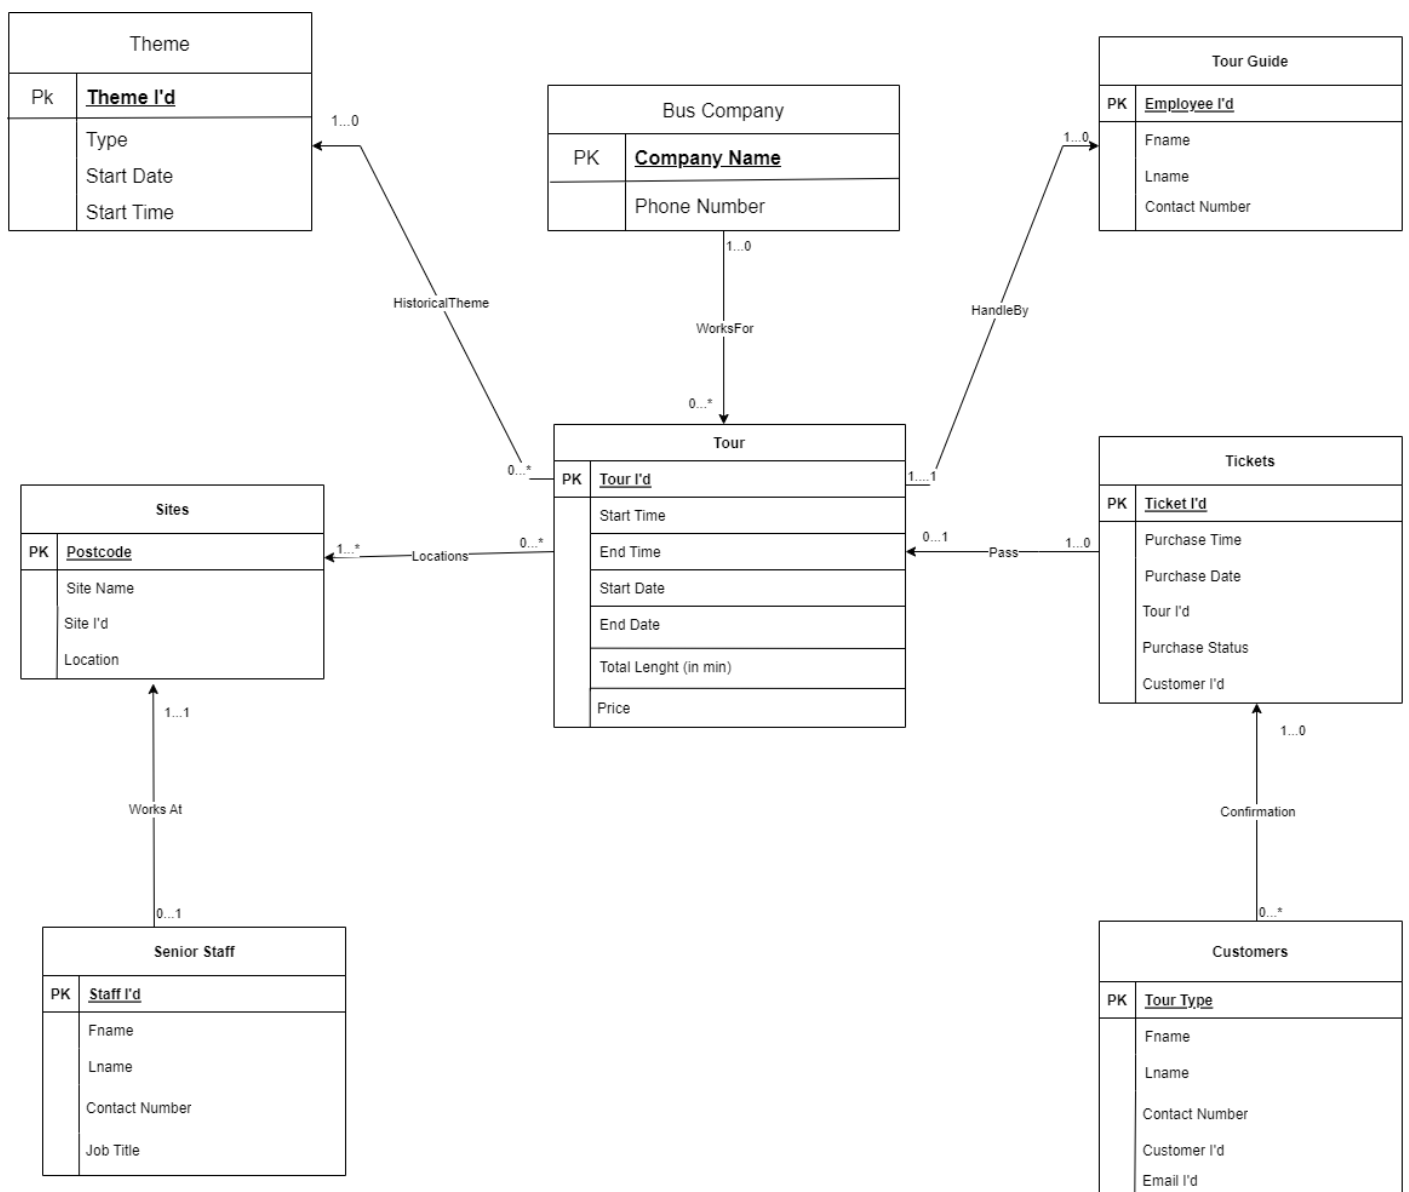 Theme
Pk Theme I'd
Type
Start Date
Start Time
1...0
HistoricalTheme
0...*
Bus Company
PK Company Name
Phone Number
1...0
WorksFor
0...*
Tour Guide
PK Employee I'd
Fname
Lname
Contact Number
1...0
HandleBy
1....1
Tour
PK Tour I'd
Start Time
End Time
Start Date
End Date
Total Lenght (in min)
Price
Sites
PK Postcode
Site Name
Site I'd
Location
1...*
Locations
0...*
0...1
Pass
1...0
Tickets
PK Ticket I'd
Purchase Time
Purchase Date
Tour I'd
Purchase Status
Customer I'd
1...1
Works At
0...1
Senior Staff
PK Staff I'd
Fname
Lname
Contact Number
Job Title
1...0
Confirmation
0...*
Customers
PK Tour Type
Fname
Lname
Contact Number
Customer I'd
Email I'd